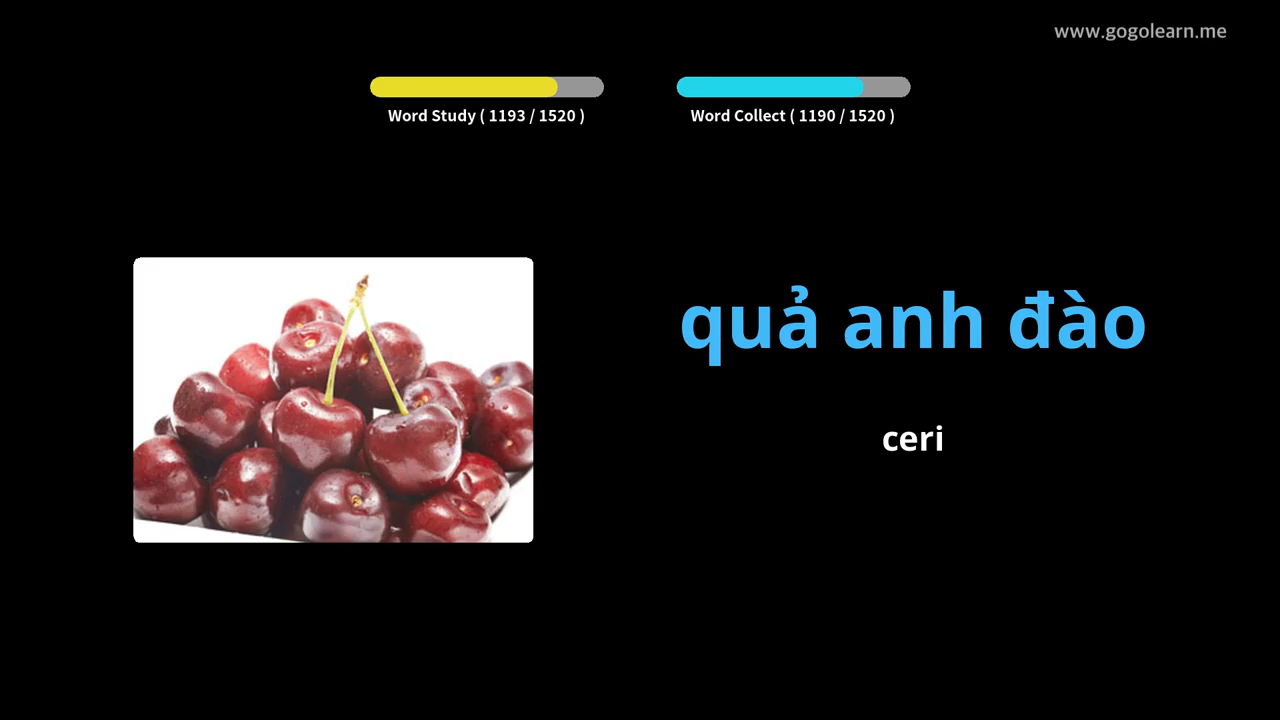 www.gogolearn.me
Word Study ( 1193 / 1520 )
Word Collect ( 1190 / 1520 )
quả anh đào
ceri